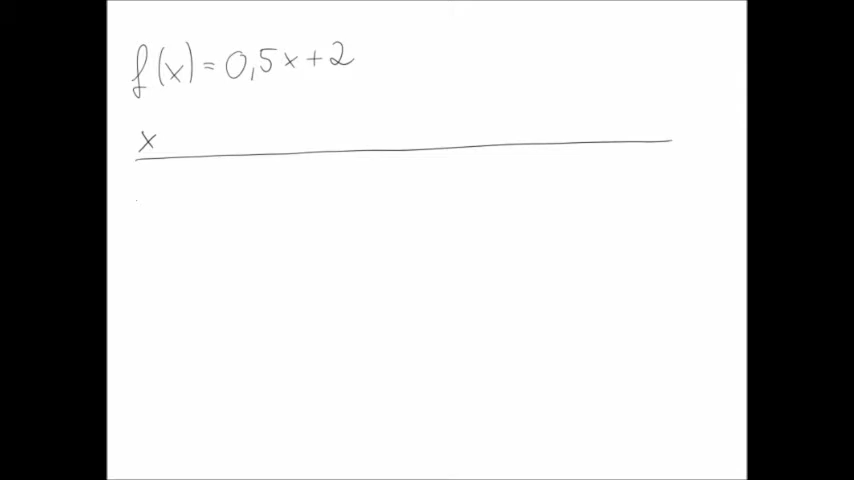 f(x) = 0,5x + 2
x